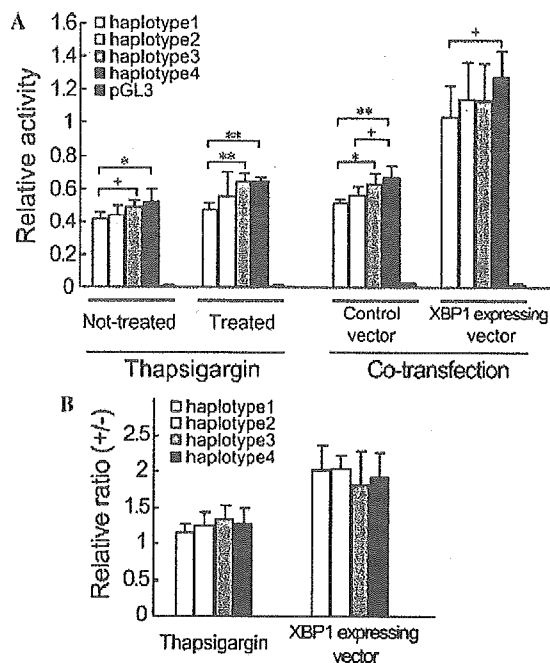 A
haplotype1
haplotype2
haplotype3
haplotype4
pGL3
Relative activity
1.6
1.4
1.2
1
0.8
0.6
0.4
0.2
0
+
*
**
**
*
+
**
+
Not-treated
Treated
Control
vector
XBP1 expressing
vector
Thapsigargin
Co-transfection
B
haplotype1
haplotype2
haplotype3
haplotype4
Relative ratio (+/-)
2.5
2
1.5
1
0.5
0
Thapsigargin
XBP1 expressing
vector